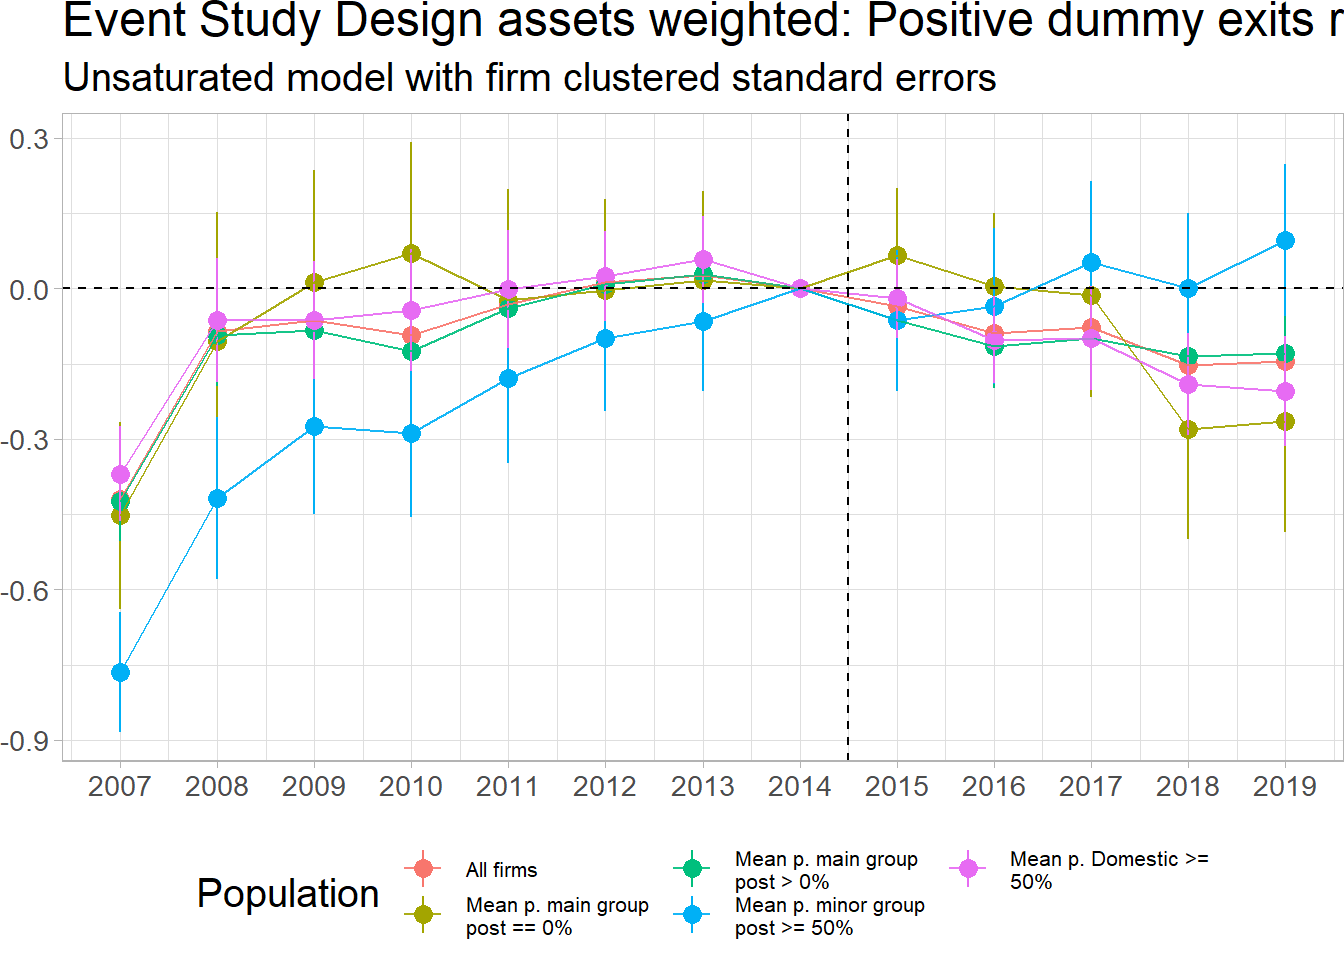 Event Study Design assets weighted: Positive dummy exits
Unsaturated model with firm clustered standard errors
0.3
0.0
-0.3
-0.6
-0.9
2007 2008 2009 2010 2011 2012 2013 2014 2015 2016 2017 2018 2019
Population
All firms
Mean p. main group
post == 0%
Mean p. main group
post > 0%
Mean p. minor group
post >= 50%
Mean p. Domestic >=
50%